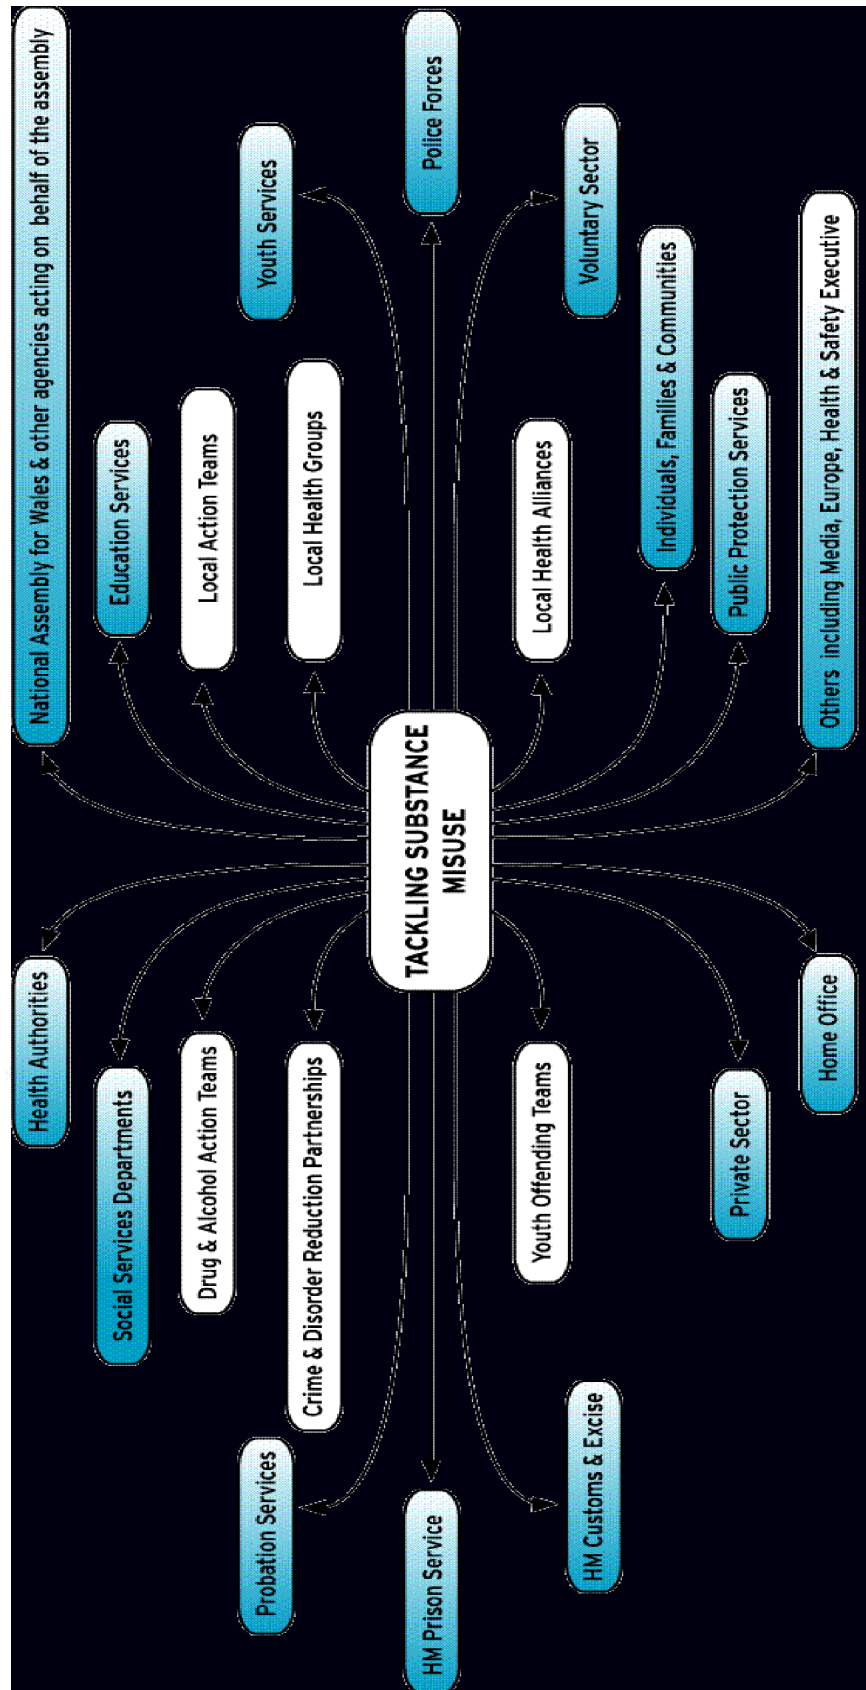 Health Authorities
National Assembly for Wales & other agencies acting on behalf of the assembly
Social Services Departments
Education Services
Drug & Alcohol Action Teams
Local Action Teams
Probation Services
Youth Services
Crime & Disorder Reduction Partnerships
Local Health Groups
HM Prison Service
TACKLING SUBSTANCE
MISUSE
Police Forces
Youth Offending Teams
Local Health Alliances
HM Customs & Excise
Voluntary Sector
Individuals, Families & Communities
Private Sector
Public Protection Services
Home Office
Others including Media, Europe, Health & Safety Executive